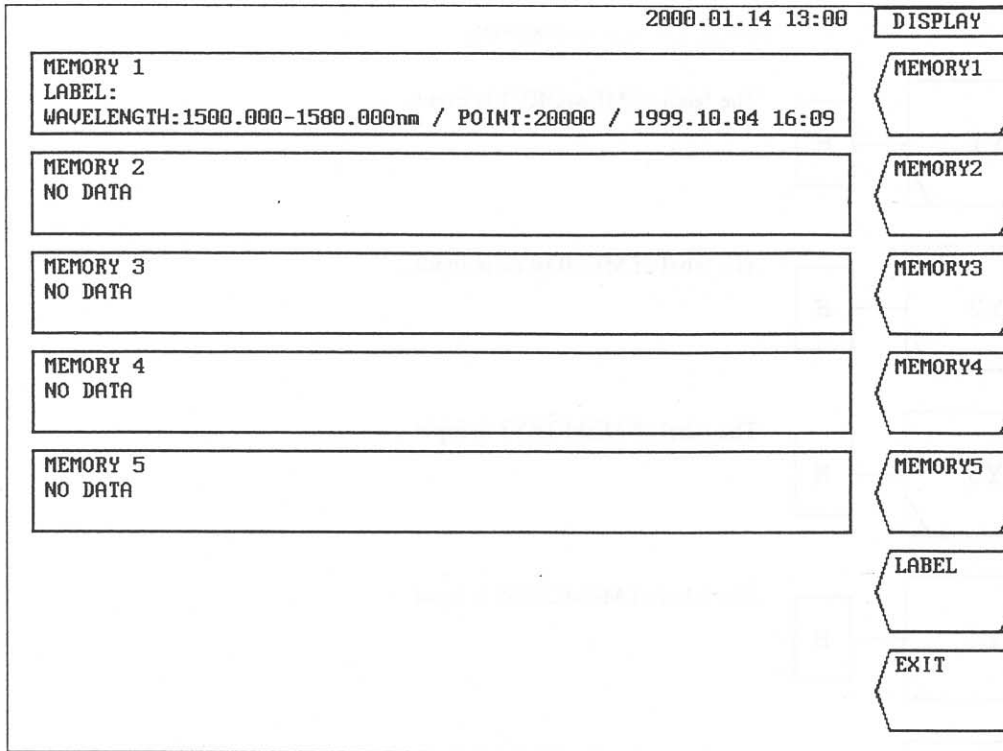 2000.01.14 13:00
DISPLAY
MEMORY 1
LABEL:
WAVELENGTH:1500.000-1580.000nm / POINT:20000 / 1999.10.04 16:09
MEMORY1
MEMORY 2
NO DATA
MEMORY2
MEMORY 3
NO DATA
MEMORY3
MEMORY 4
NO DATA
MEMORY4
MEMORY 5
NO DATA
MEMORY5
LABEL
EXIT